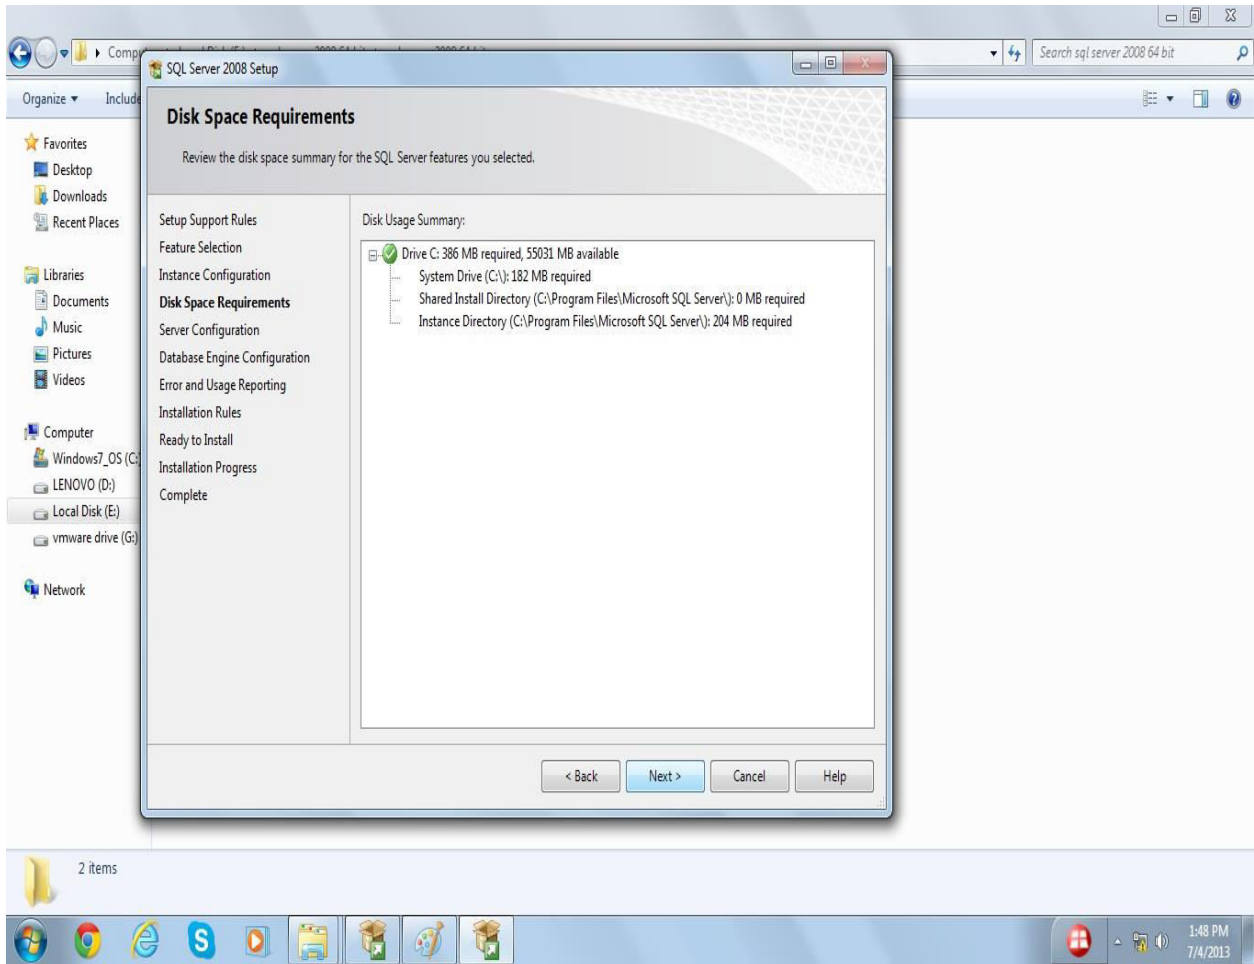 Search sql server 2008 64 bit
SQL Server 2008 Setup
Organize
Include
Disk Space Requirements
Review the disk space summary for the SQL Server features you selected.
Favorites
Desktop
Downloads
Recent Places
Libraries
Documents
Music
Pictures
Videos
Computer
Windows7_OS (C:
LENOVO (D:)
Local Disk (E:)
vmware drive (G:)
Network
Setup Support Rules
Feature Selection
Instance Configuration
Disk Space Requirements
Server Configuration
Database Engine Configuration
Error and Usage Reporting
Installation Rules
Ready to Install
Installation Progress
Complete
Disk Usage Summary:
Drive C: 386 MB required, 55031 MB available
System Drive (C:\): 182 MB required
Shared Install Directory (C:\Program Files\Microsoft SQL Server\): 0 MB required
Instance Directory (C:\Program Files\Microsoft SQL Server\): 204 MB required
< Back
Next >
Cancel
Help
2 items
1:48 PM
7/4/2013